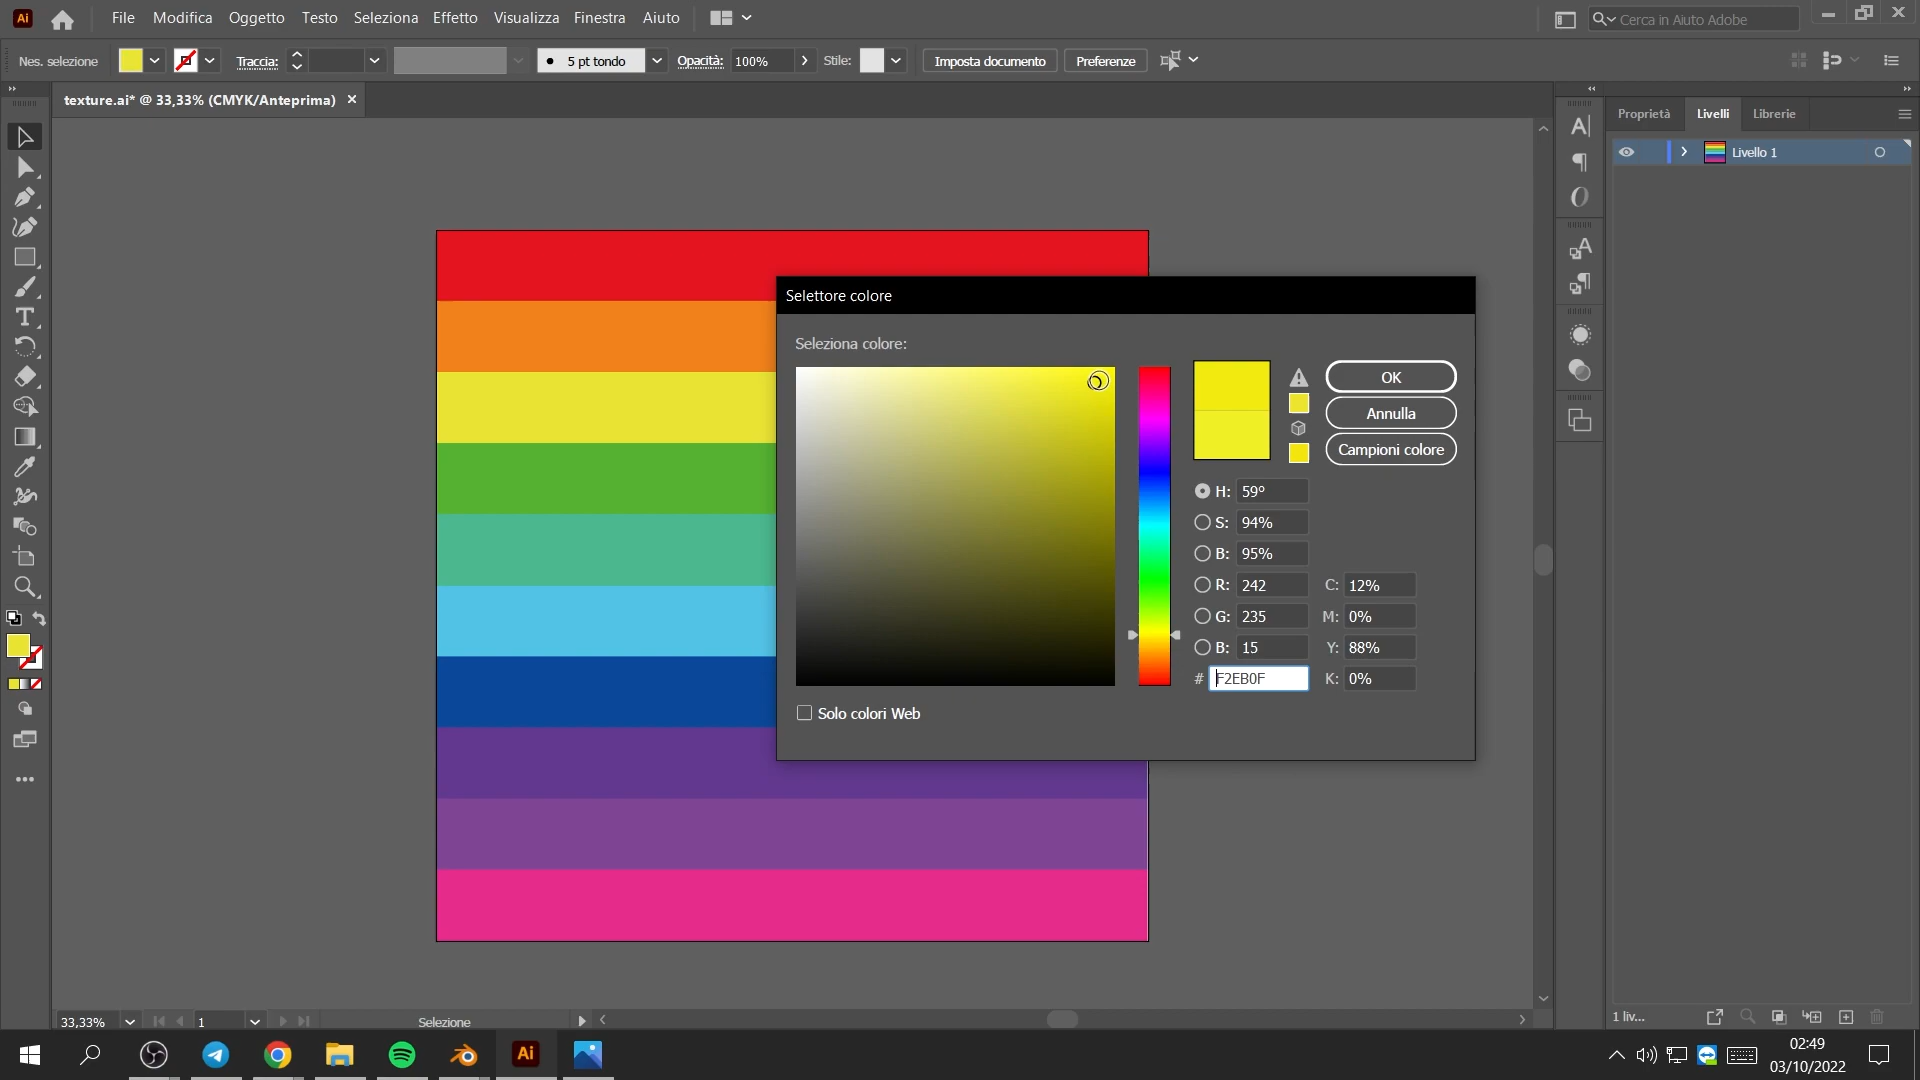 Ai File Modifica Oggetto Testo Seleziona Effetto Visualizza Finestra Aiuto Cerca in Aiuto Adobe
Nes. selezione Traccia: 5 pt tondo Opacità: 100% Stile: Imposta documento Preferenze
texture.ai* @ 33,33% (CMYK/Anteprima)
Proprietà Livelli Librerie
Livello 1
Selettore colore
Seleziona colore:
OK
Annulla
Campioni colore
H: 59°
S: 94%
B: 95%
R: 242 C: 12%
G: 235 M: 0%
B: 15 Y: 88%
# F2EB0F K: 0%
Solo colori Web
33,33% 1 Selezione
1 liv...
Ai
02:49
03/10/2022